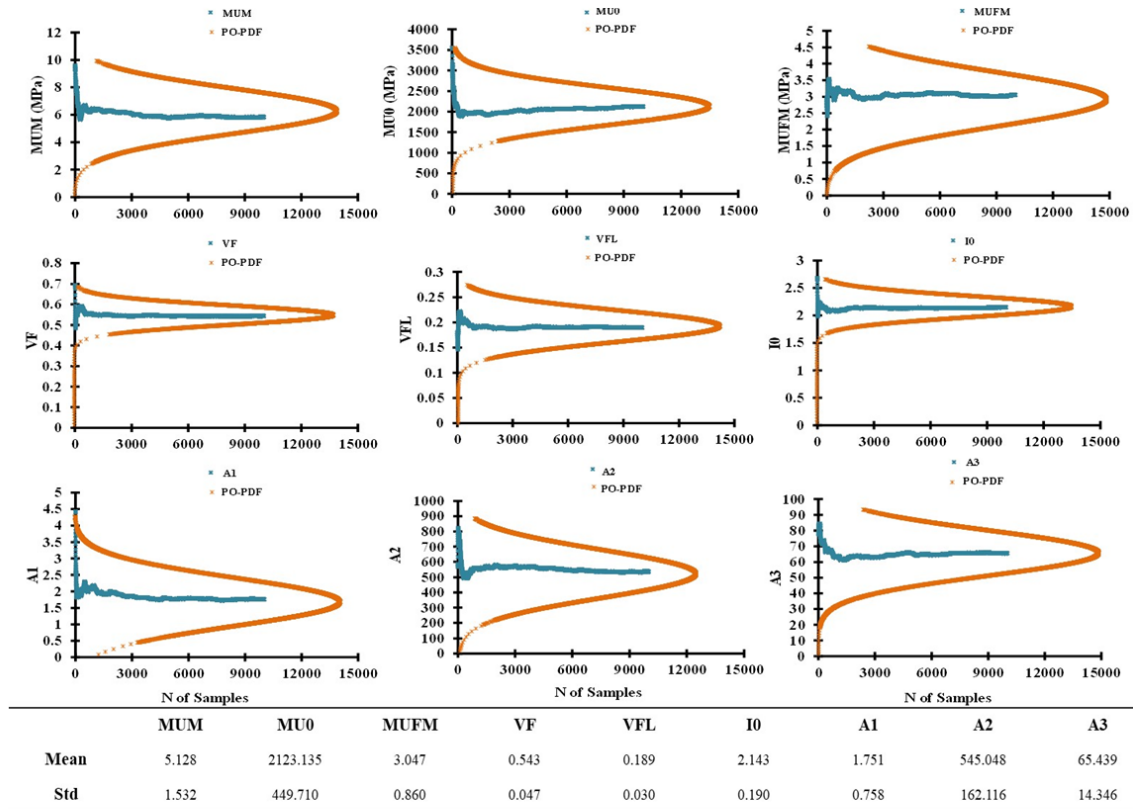 MUM
PO-PDF
MUM (MPa)
12
10
8
6
4
2
0
0 3000 6000 9000 12000 15000
MU0
PO-PDF
MU0 (MPa)
4000
3500
3000
2500
2000
1500
1000
500
0
0 3000 6000 9000 12000 15000
MUFM
PO-PDF
MUFM (MPa)
5
4.5
4
3.5
3
2.5
2
1.5
1
0.5
0
0 3000 6000 9000 12000 15000
VF
PO-PDF
VF
0.8
0.7
0.6
0.5
0.4
0.3
0.2
0.1
0
0 3000 6000 9000 12000 15000
VFL
PO-PDF
VFL
0.3
0.25
0.2
0.15
0.1
0.05
0
0 3000 6000 9000 12000 15000
I0
PO-PDF
I0
3
2.5
2
1.5
1
0.5
0
0 3000 6000 9000 12000 15000
A1
PO-PDF
A1
5
4.5
4
3.5
3
2.5
2
1.5
1
0.5
0
0 3000 6000 9000 12000 15000
N of Samples
A2
PO-PDF
A2
1000
900
800
700
600
500
400
300
200
100
0
0 3000 6000 9000 12000 15000
N of Samples
A3
PO-PDF
A3
100
90
80
70
60
50
40
30
20
10
0
0 3000 6000 9000 12000 15000
N of Samples
MUM MU0 MUFM VF VFL I0 A1 A2 A3
Mean 5.128 2123.135 3.047 0.543 0.189 2.143 1.751 545.048 65.439
Std 1.532 449.710 0.860 0.047 0.030 0.190 0.758 162.116 14.346